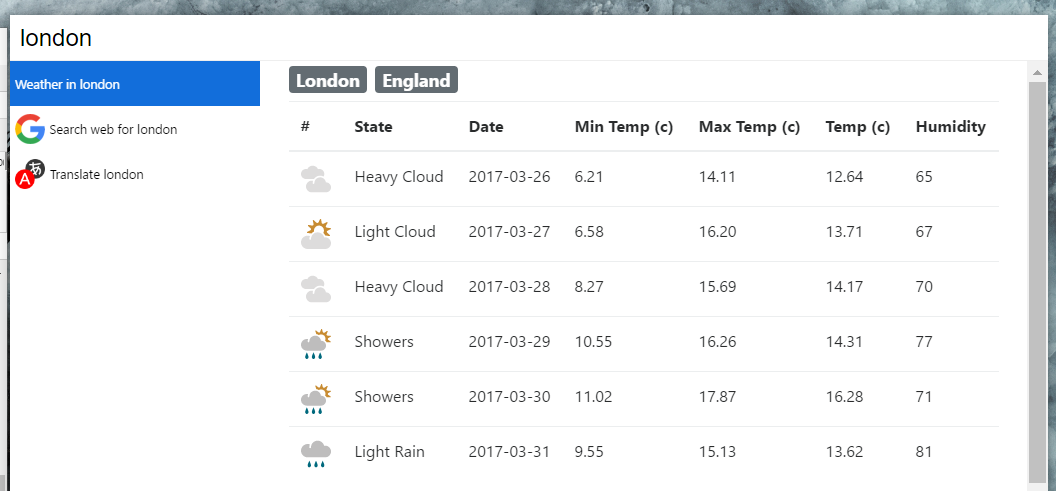 london
Weather in london
Search web for london
Translate london
London England
# State Date Min Temp (c) Max Temp (c) Temp (c) Humidity
Heavy Cloud 2017-03-26 6.21 14.11 12.64 65
Light Cloud 2017-03-27 6.58 16.20 13.71 67
Heavy Cloud 2017-03-28 8.27 15.69 14.17 70
Showers 2017-03-29 10.55 16.26 14.31 77
Showers 2017-03-30 11.02 17.87 16.28 71
Light Rain 2017-03-31 9.55 15.13 13.62 81